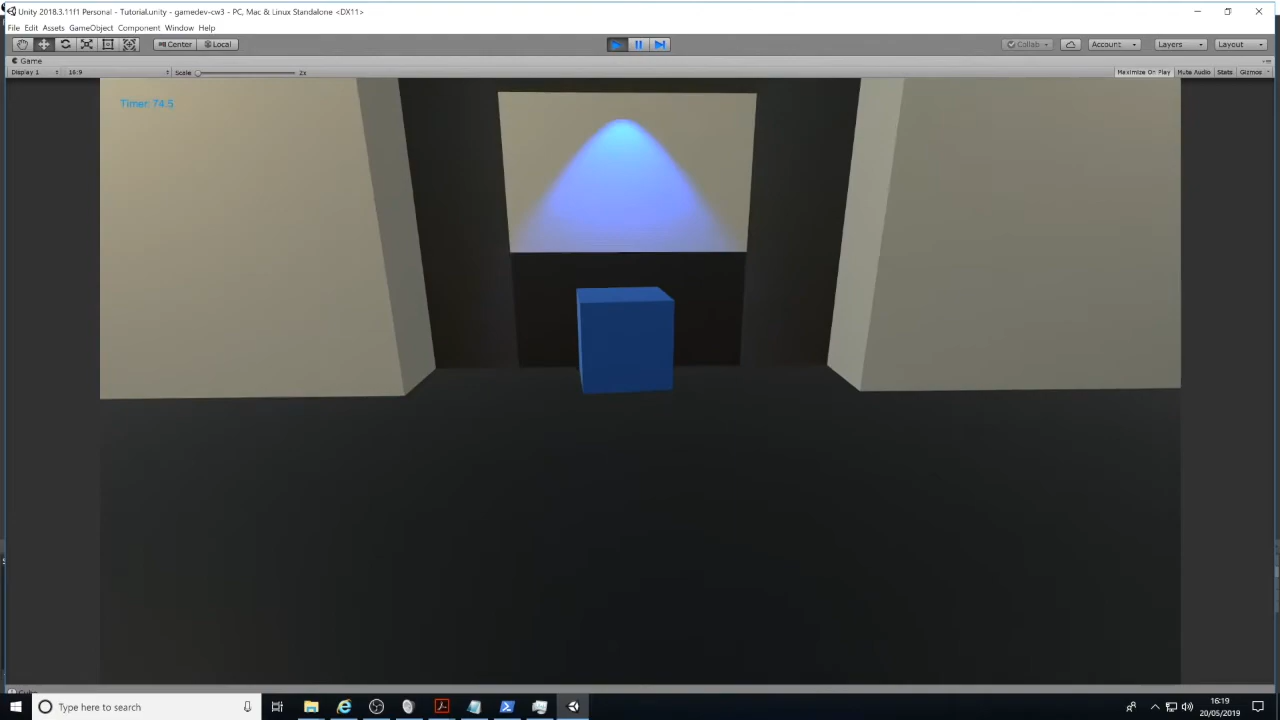 Unity 2018.3.11f1 Personal - Tutorial.unity - gamedev-cw3 - PC, Mac & Linux Standalone <DX11>
File Edit Assets GameObject Component Window Help
Center Local Collab Account Layers Layout
Game
Display 1 16:9 Scale 2x Maximize On Play Mute Audio Stats Gizmos
Timer: 74.5
Type here to search
16:19
20/05/2019